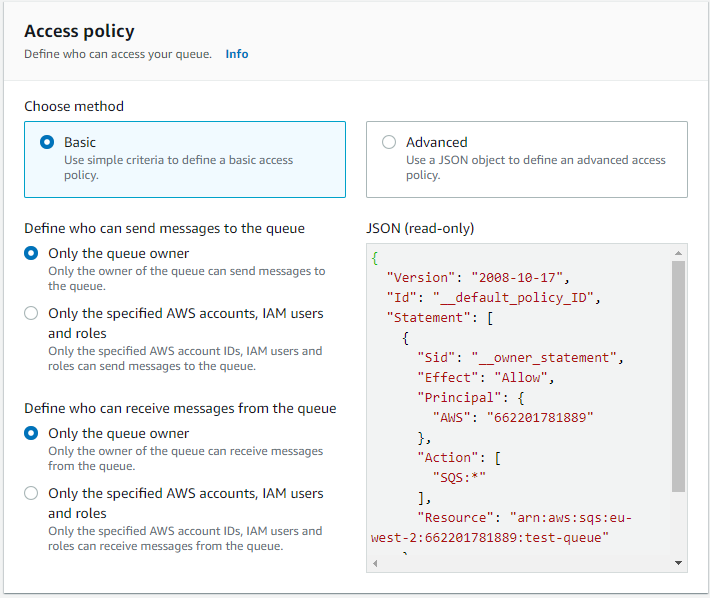 Access policy
Define who can access your queue. Info
Choose method
Basic
Use simple criteria to define a basic access
policy.
Advanced
Use a JSON object to define an advanced access
policy.
Define who can send messages to the queue
Only the queue owner
Only the owner of the queue can send messages to
the queue.
Only the specified AWS accounts, IAM users
and roles
Only the specified AWS account IDs, IAM users and
roles can send messages to the queue.
Define who can receive messages from the queue
Only the queue owner
Only the owner of the queue can receive messages
from the queue.
Only the specified AWS accounts, IAM users
and roles
Only the specified AWS account IDs, IAM users and
roles can receive messages from the queue.
JSON (read-only)
{
"Version": "2008-10-17",
"Id": "__default_policy_ID",
"Statement": [
{
"Sid": "__owner_statement",
"Effect": "Allow",
"Principal": {
"AWS": "662201781889"
},
"Action": [
"SQS:*"
],
"Resource": "arn:aws:sqs:eu-
west-2:662201781889:test-queue"
}